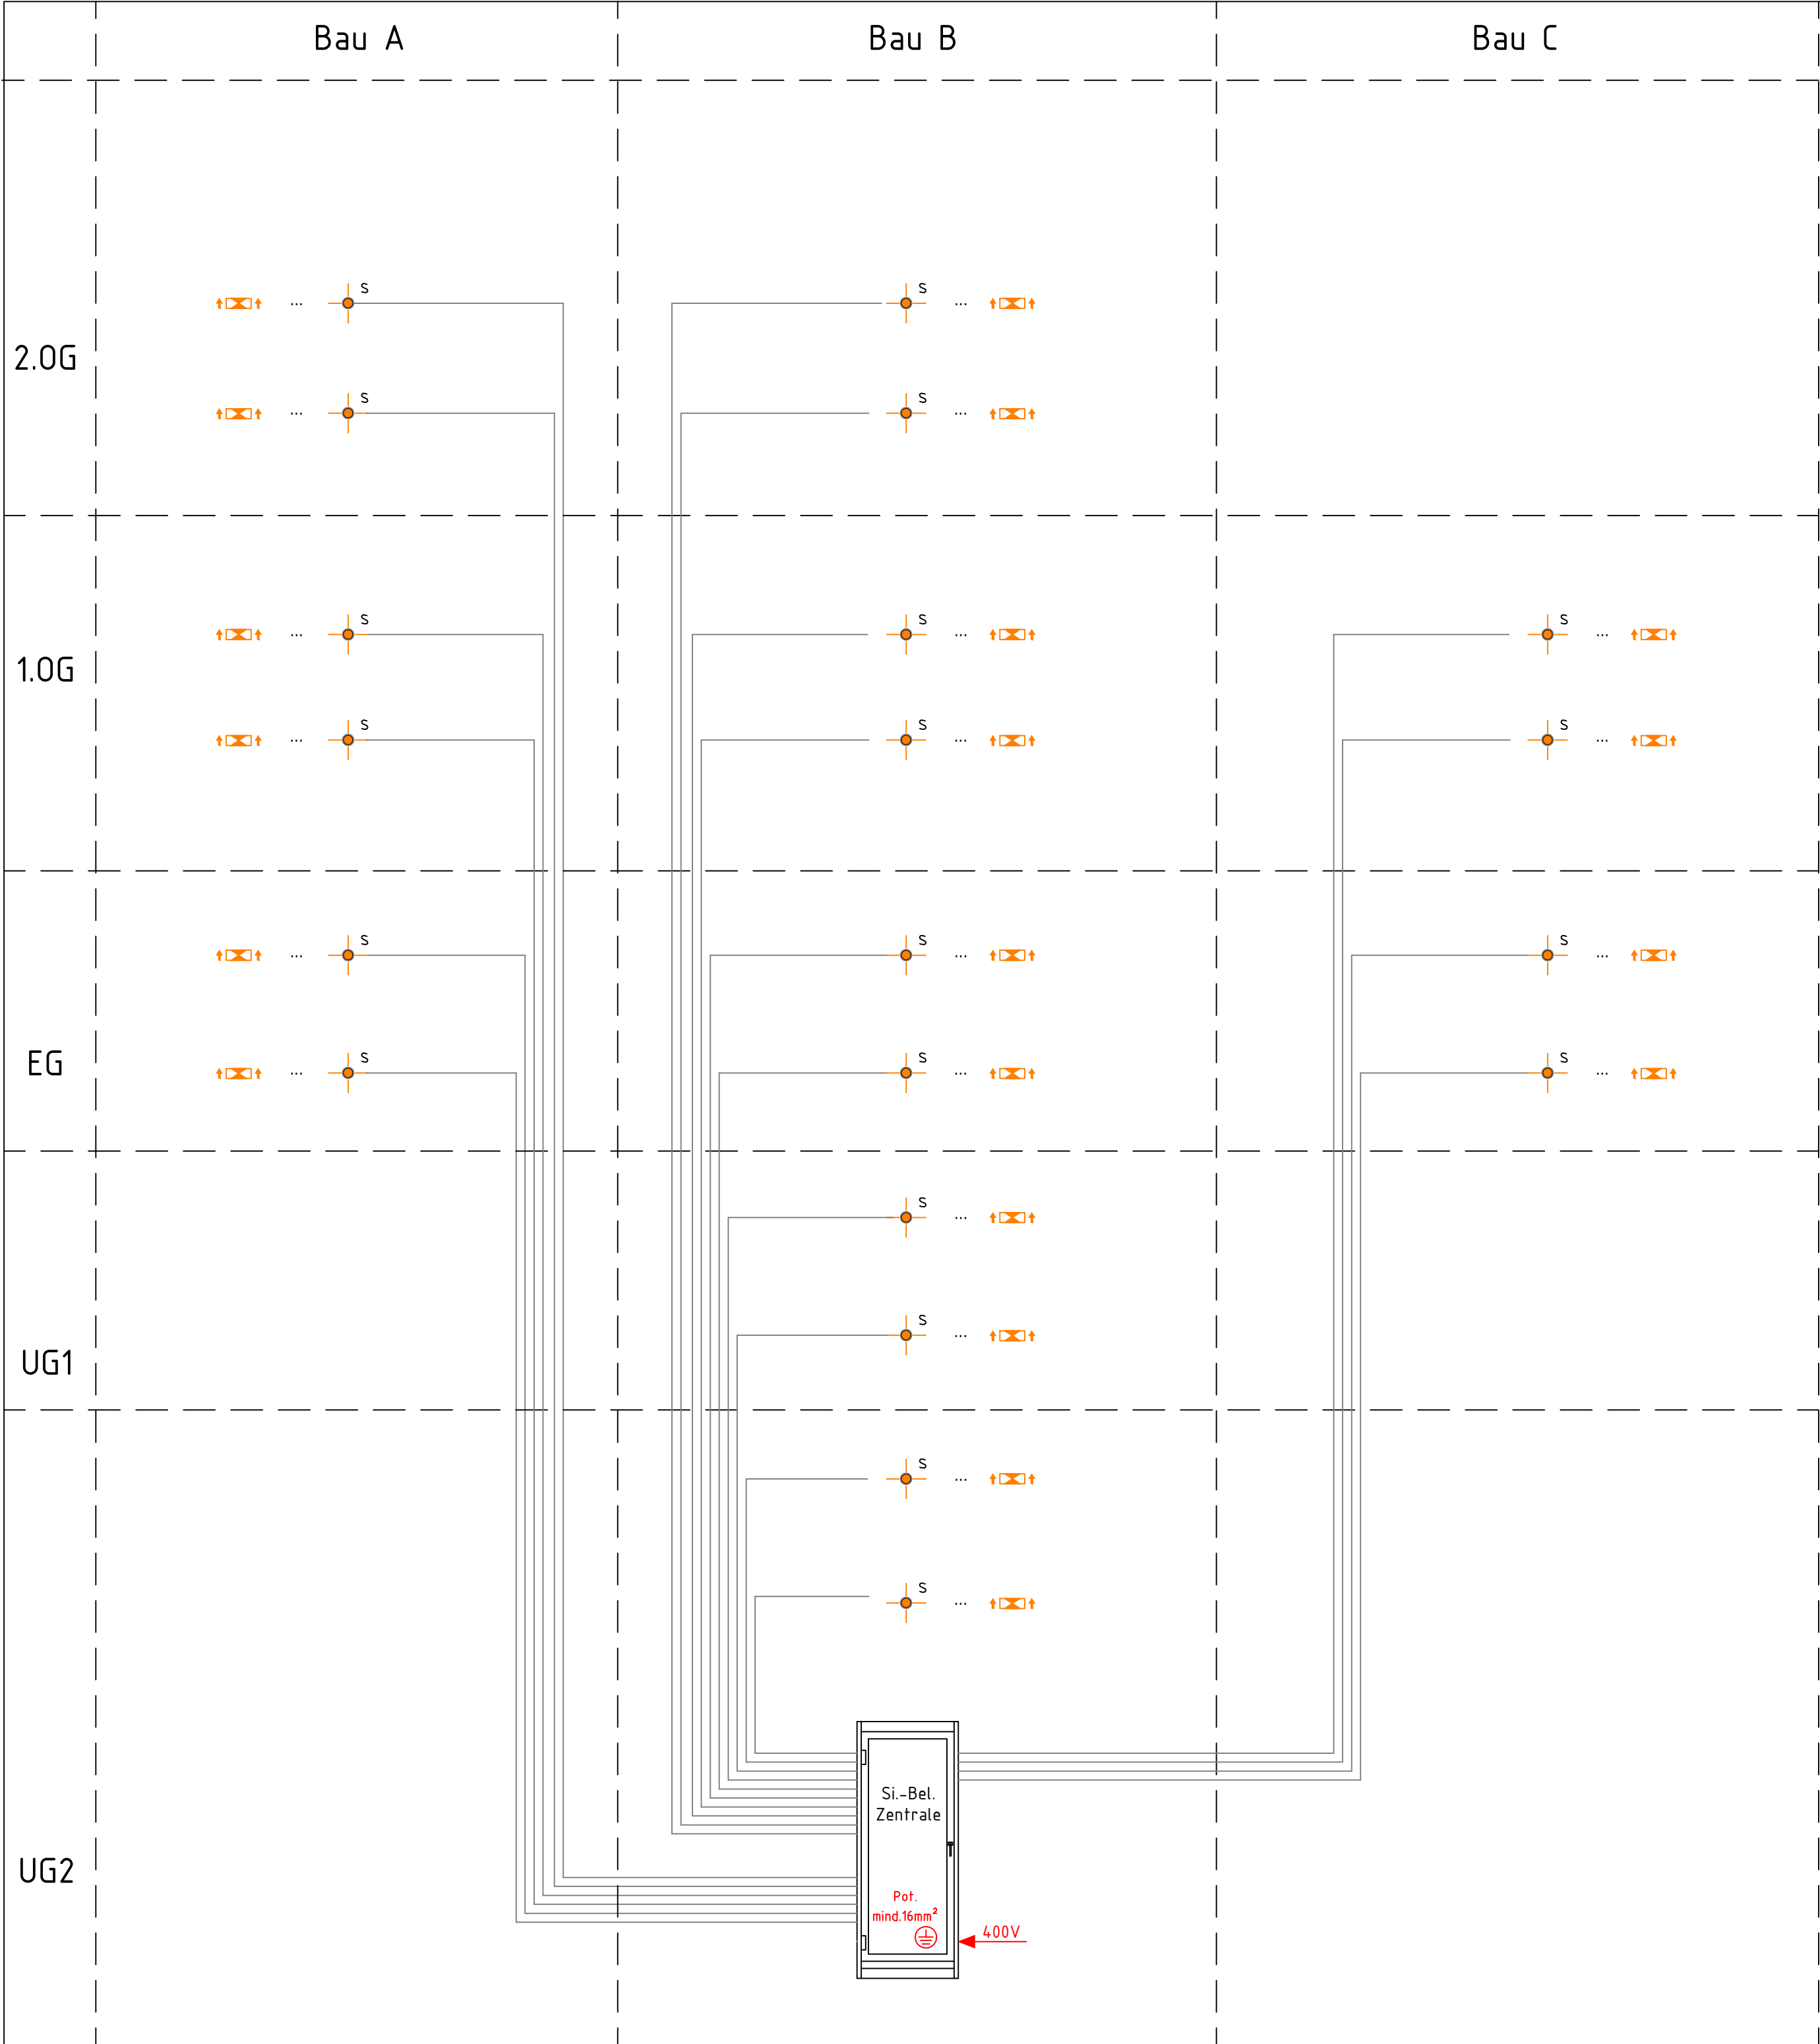 Bau A Bau B Bau C
S S
2.OG
S S
S S S
1.OG
S S S
S S S
EG
S S S
S
UG1
S
S
S
Si.-Bel.
Zentrale
UG2
Pot.
mind.16mm²
400V